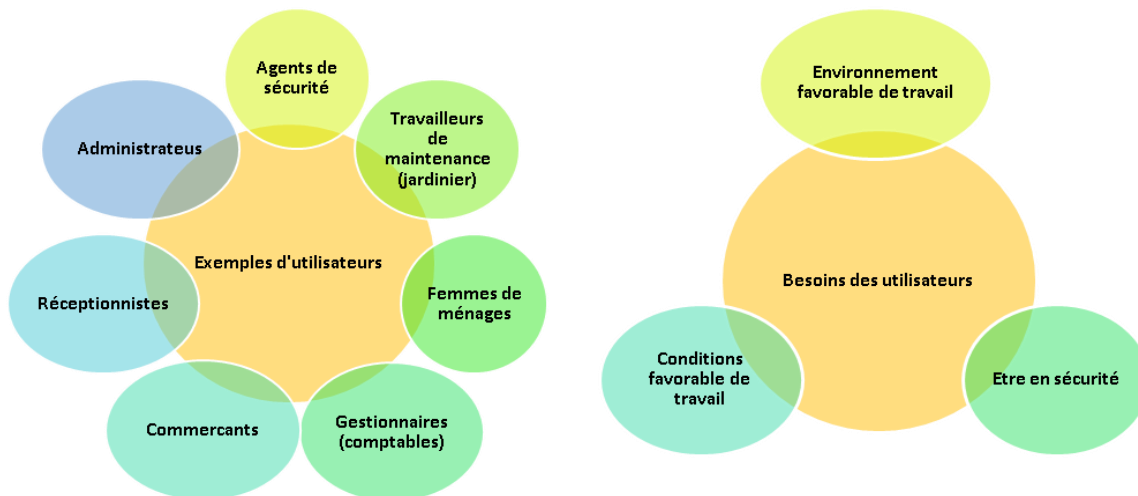 Agents de
sécurité
Travailleurs
de
maintenance
(jardinier)
Femmes de
ménages
Gestionnaires
(comptables)
Commercants
Réceptionnistes
Administrateus
Exemples d'utilisateurs
Environnement
favorable de travail
Etre en sécurité
Conditions
favorable de
travail
Besoins des utilisateurs